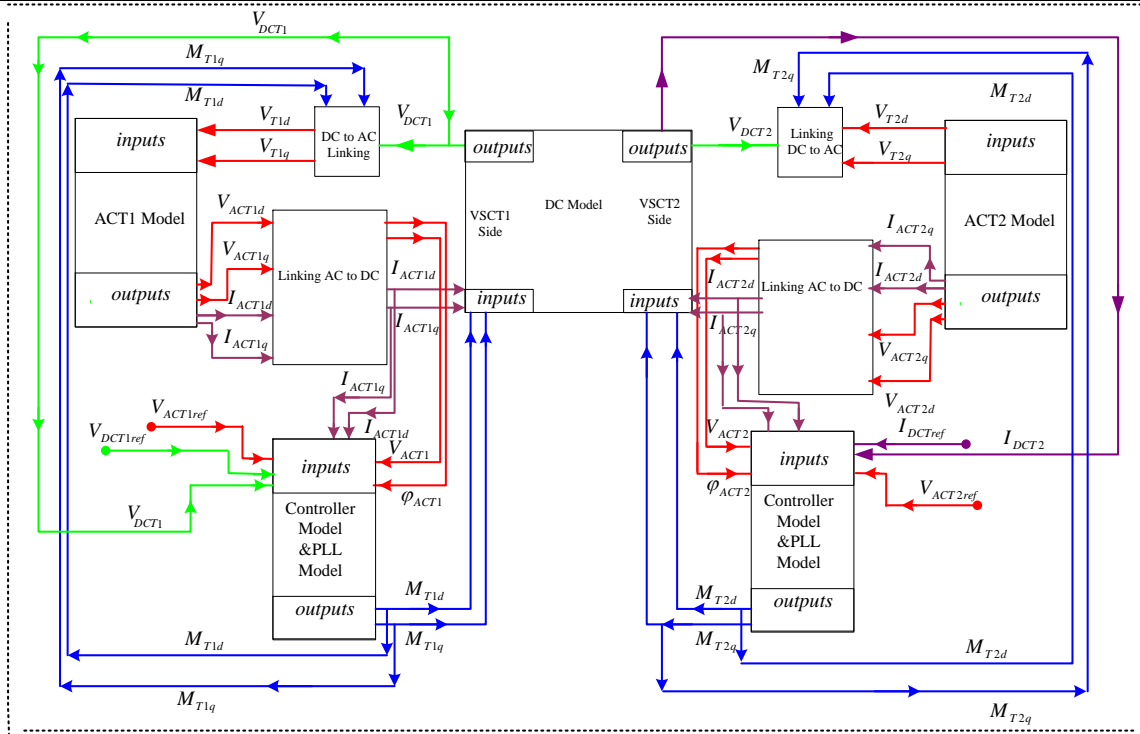 V_DCT1
M_T1q
M_T1d
V_T1d
V_T1q
DC to AC
Linking
V_DCT1
inputs
ACT1 Model
outputs
V_ACT1d
V_ACT1q
I_ACT1d
I_ACT1q
Linking AC to DC
I_ACT1d
I_ACT1q
I_ACT1q
I_ACT1d
V_ACT1
φ_ACT1
V_ACT1ref
V_DCT1ref
V_DCT1
inputs
Controller
Model
&PLL
Model
outputs
M_T1d
M_T1q
M_T1d
M_T1q
outputs
VSCT1
Side
inputs
DC Model
outputs
VSCT2
Side
inputs
V_DCT2
M_T2q
M_T2d
Linking
DC to AC
V_T2d
V_T2q
inputs
ACT2 Model
outputs
I_ACT2q
I_ACT2d
V_ACT2q
V_ACT2d
Linking AC to DC
I_ACT2d
I_ACT2q
V_ACT2
φ_ACT2
I_DCTref
I_DCT2
V_ACT2ref
inputs
Controller
Model
&PLL
Model
outputs
M_T2d
M_T2q
M_T2d
M_T2q